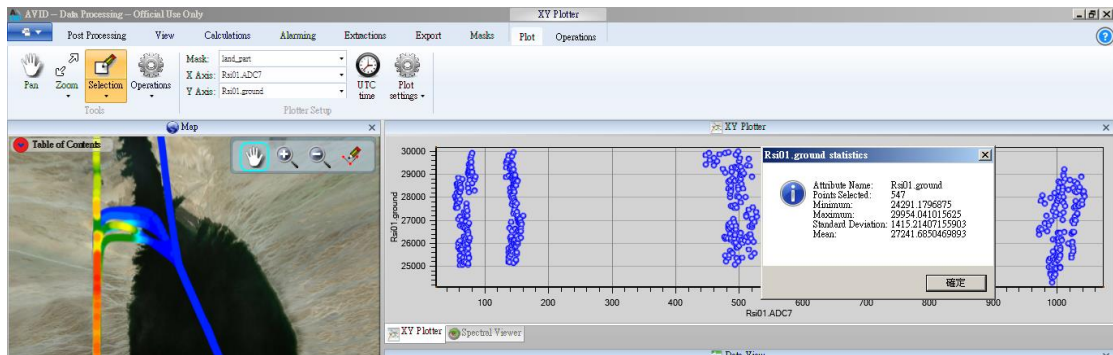 AVID – Data Processing – Official Use Only
XY Plotter
Post Processing View Calculations Alarming Extractions Export Masks Plot Operations
Pan Zoom Selection Operations
Mask: land_part
X Axis: Rsi01.ADC7
Y Axis: Rsi01.ground
UTC time
Plot settings
Tools
Plotter Setup
Map
XY Plotter
Table of Contents
Rsi01.ground
30000
29000
28000
27000
26000
25000
100 200 300 400 500 600 700 800 900 1000
Rsi01.ADC7
Rsi01.ground statistics
Attribute Name: Rsi01.ground
Points Selected: 547
Minimum: 24291.1796875
Maximum: 29954.041015625
Standard Deviation: 1415.21407155903
Mean: 27241.6850469893
確定
XY Plotter Spectral Viewer
Data View